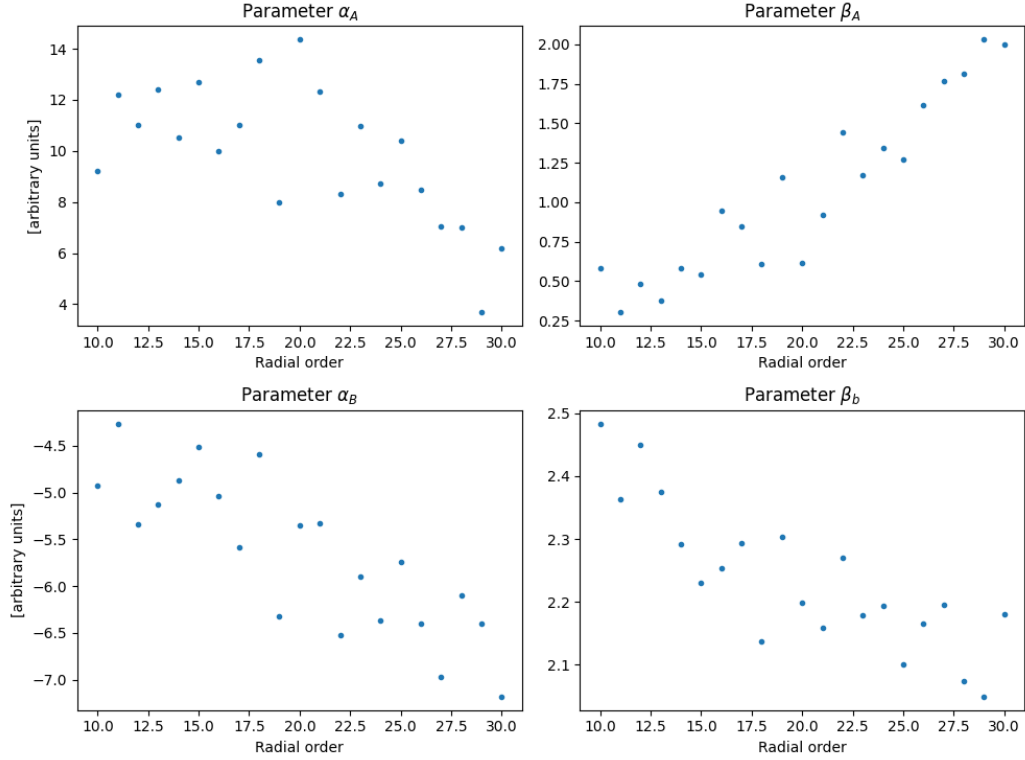 Parameter α_A
Parameter β_A
[arbitrary units]
14
12
10
8
6
4
2.00
1.75
1.50
1.25
1.00
0.75
0.50
0.25
10.0 12.5 15.0 17.5 20.0 22.5 25.0 27.5 30.0
10.0 12.5 15.0 17.5 20.0 22.5 25.0 27.5 30.0
Radial order
Radial order
Parameter α_B
Parameter β_b
[arbitrary units]
−4.5
−5.0
−5.5
−6.0
−6.5
−7.0
2.5
2.4
2.3
2.2
2.1
10.0 12.5 15.0 17.5 20.0 22.5 25.0 27.5 30.0
10.0 12.5 15.0 17.5 20.0 22.5 25.0 27.5 30.0
Radial order
Radial order